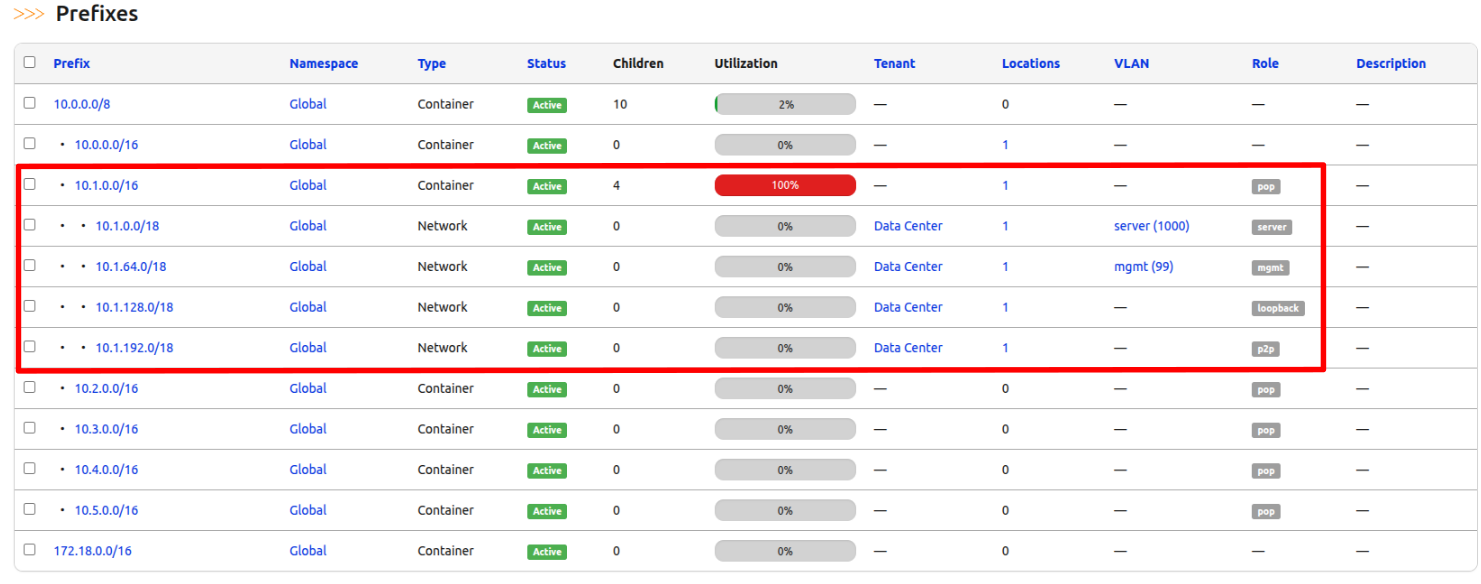 >>> Prefixes
Prefix Namespace Type Status Children Utilization Tenant Locations VLAN Role Description
10.0.0.0/8 Global Container Active 10 2% — 0 — — —
• 10.0.0.0/16 Global Container Active 0 0% — 1 — — —
• 10.1.0.0/16 Global Container Active 4 100% — 1 — pop —
• • 10.1.0.0/18 Global Network Active 0 0% Data Center 1 server (1000) server —
• • 10.1.64.0/18 Global Network Active 0 0% Data Center 1 mgmt (99) mgmt —
• • 10.1.128.0/18 Global Network Active 0 0% Data Center 1 — loopback —
• • 10.1.192.0/18 Global Network Active 0 0% Data Center 1 — p2p —
• 10.2.0.0/16 Global Container Active 0 0% — 0 — pop —
• 10.3.0.0/16 Global Container Active 0 0% — 0 — pop —
• 10.4.0.0/16 Global Container Active 0 0% — 0 — pop —
• 10.5.0.0/16 Global Container Active 0 0% — 0 — pop —
172.18.0.0/16 Global Container Active 0 0% — 0 — — —